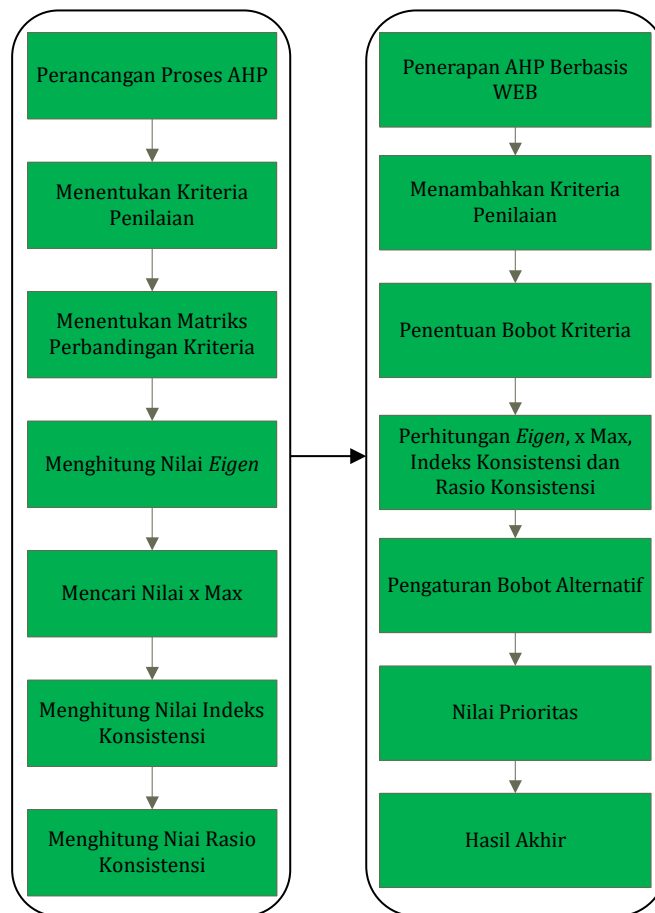 Perancangan Proses AHP
Menentukan Kriteria
Penilaian
Menentukan Matriks
Perbandingan Kriteria
Menghitung Nilai Eigen
Mencari Nilai x Max
Menghitung Nilai Indeks
Konsistensi
Menghitung Niai Rasio
Konsistensi
Penerapan AHP Berbasis
WEB
Menambahkan Kriteria
Penilaian
Penentuan Bobot Kriteria
Perhitungan Eigen, x Max,
Indeks Konsistensi dan
Rasio Konsistensi
Pengaturan Bobot Alternatif
Nilai Prioritas
Hasil Akhir